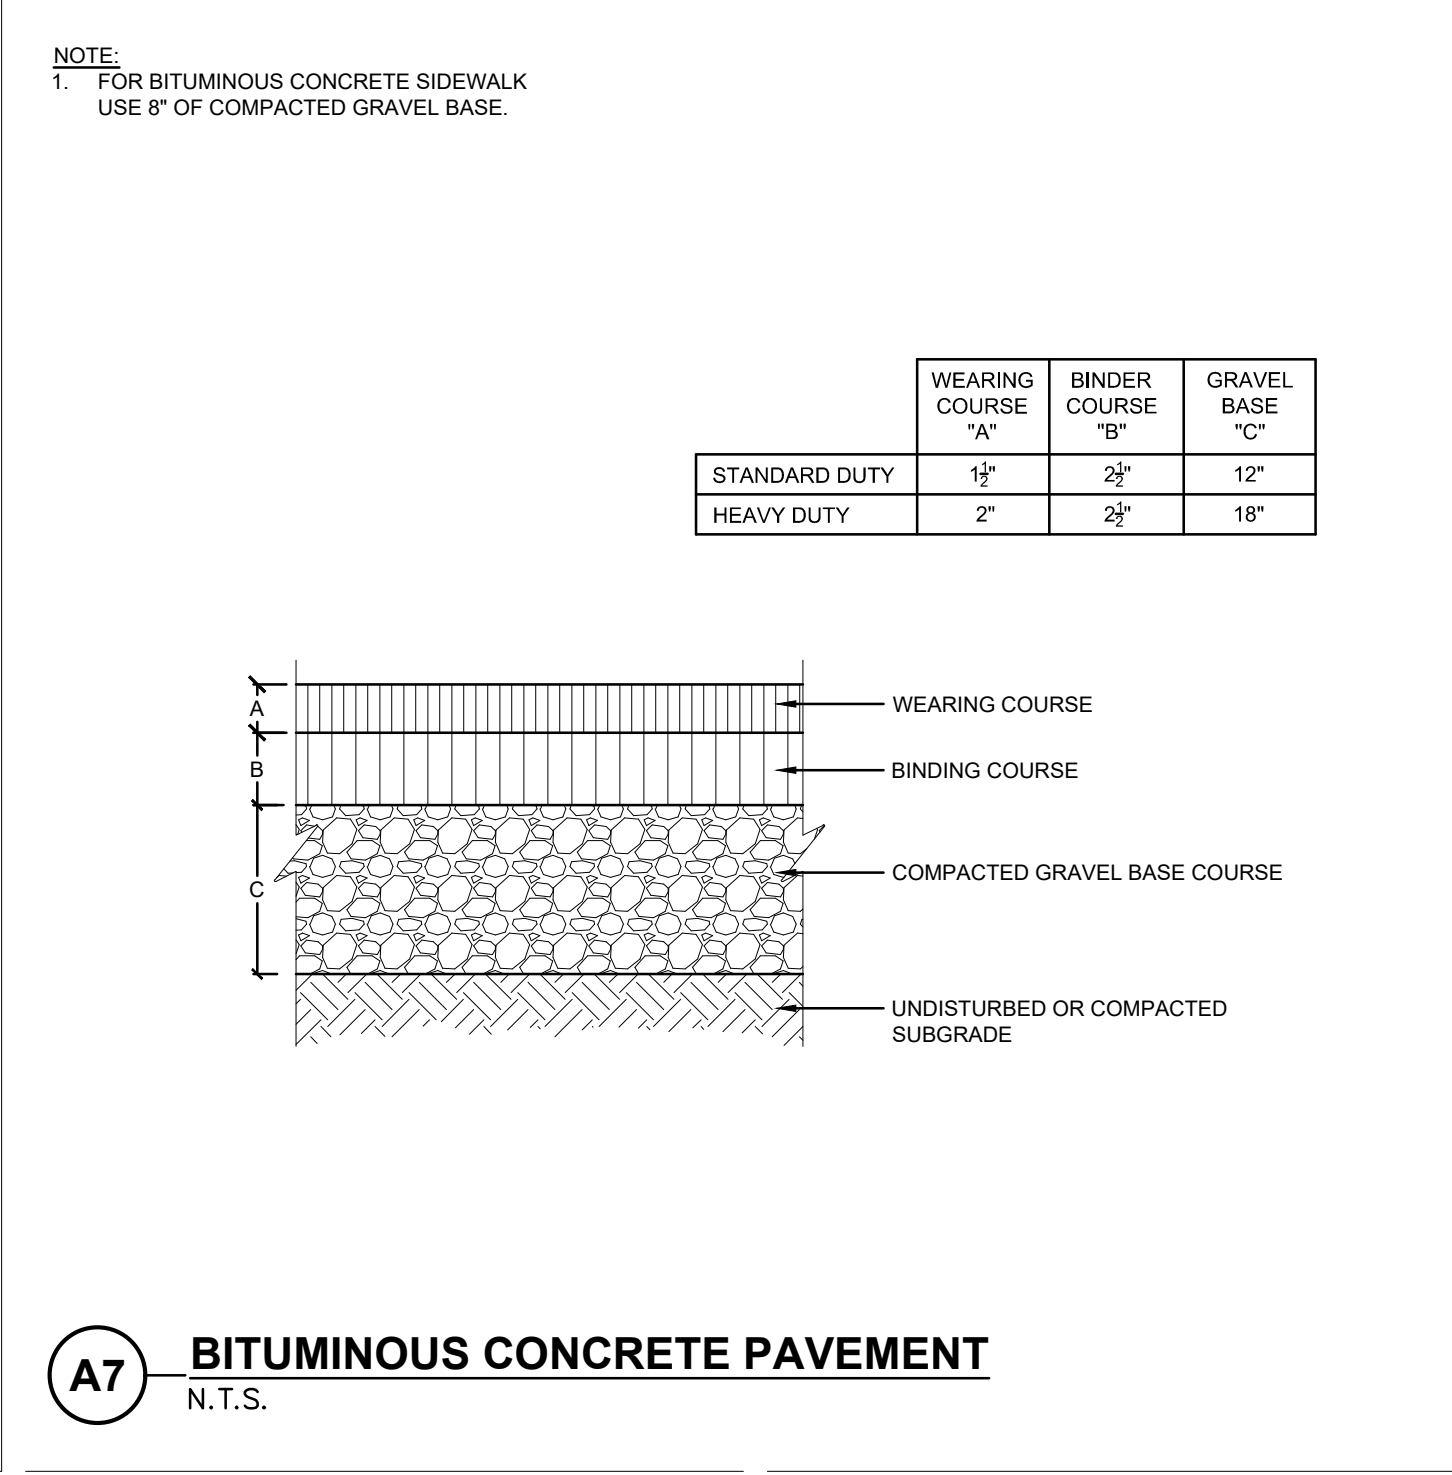 NOTE:
1. FOR BITUMINOUS CONCRETE SIDEWALK
USE 8" OF COMPACTED GRAVEL BASE.
WEARING COURSE "A" BINDER COURSE "B" GRAVEL BASE "C"
STANDARD DUTY 1½" 2½" 12"
HEAVY DUTY 2" 2½" 18"
A
WEARING COURSE
B
BINDING COURSE
C
COMPACTED GRAVEL BASE COURSE
UNDISTURBED OR COMPACTED
SUBGRADE
A7
BITUMINOUS CONCRETE PAVEMENT
N.T.S.